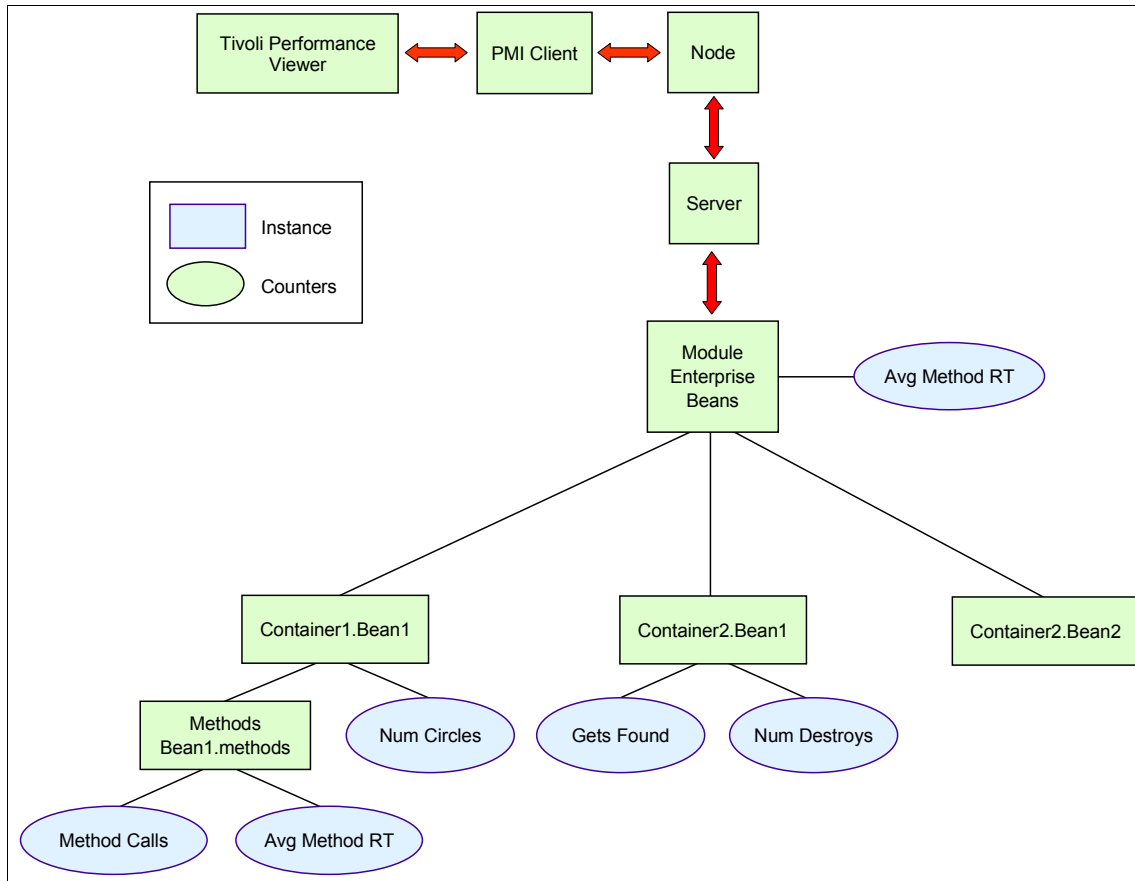 Tivoli Performance
Viewer
PMI Client
Node
Server
Instance
Counters
Module
Enterprise
Beans
Avg Method RT
Container1.Bean1
Container2.Bean1
Container2.Bean2
Methods
Bean1.methods
Num Circles
Gets Found
Num Destroys
Method Calls
Avg Method RT